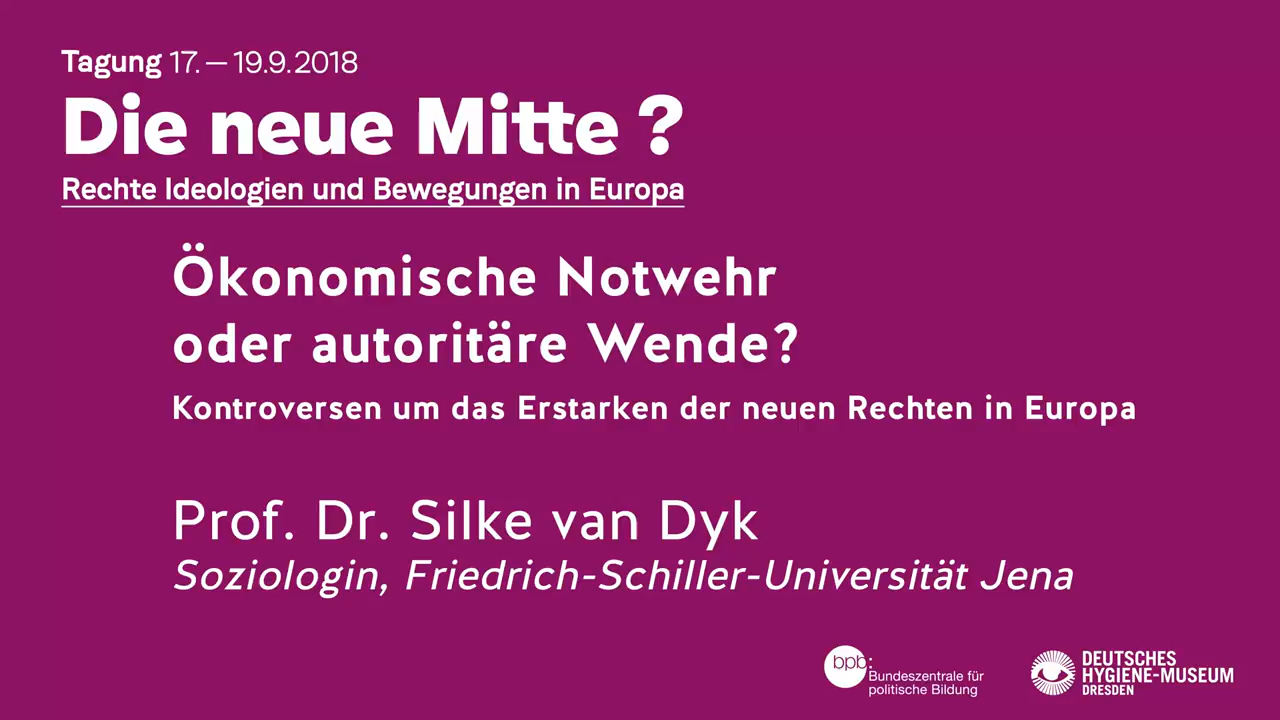 Tagung 17. — 19.9.2018
Die neue Mitte ?
Rechte Ideologien und Bewegungen in Europa
Ökonomische Notwehr
oder autoritäre Wende?
Kontroversen um das Erstarken der neuen Rechten in Europa
Prof. Dr. Silke van Dyk
Soziologin, Friedrich-Schiller-Universität Jena
bpb:
Bundeszentrale für
politische Bildung
DEUTSCHES
HYGIENE-MUSEUM
DRESDEN